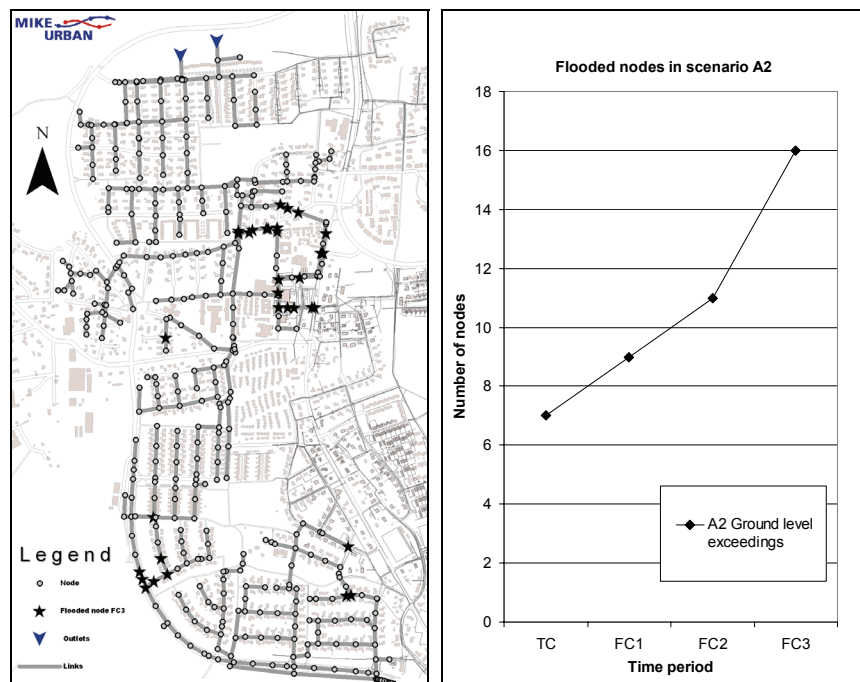 MIKE
URBAN
N
Legend
Node
Flooded node FC3
Outlets
Links
Flooded nodes in scenario A2
18
16
14
12
10
8
6
4
2
0
Number of nodes
A2 Ground level
exceedings
TC FC1 FC2 FC3
Time period